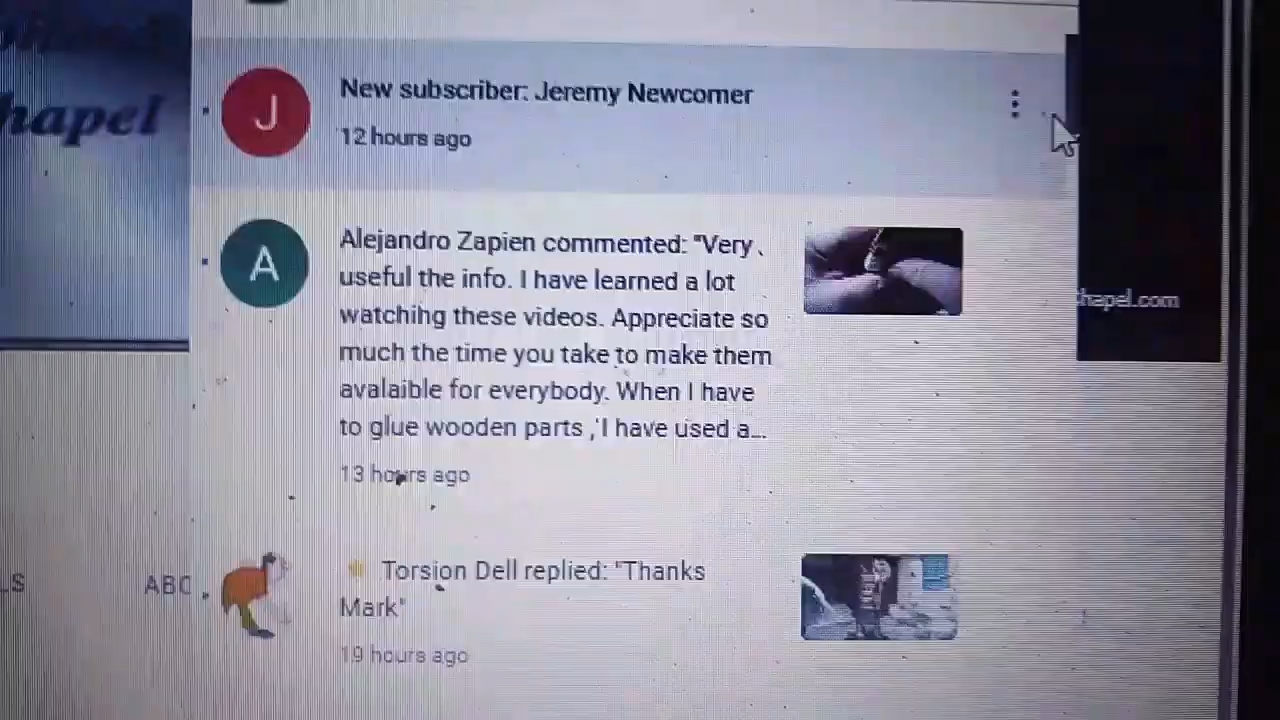 hapel
J
New subscriber: Jeremy Newcomer
12 hours ago
A
Alejandro Zapien commented: "Very
useful the info. I have learned a lot
watching these videos. Appreciate so
much the time you take to make them
avalaible for everybody. When I have
to glue wooden parts , I have used a...
13 hours ago
hapel.com
LS
ABC
Torsion Dell replied: "Thanks
Mark"
19 hours ago